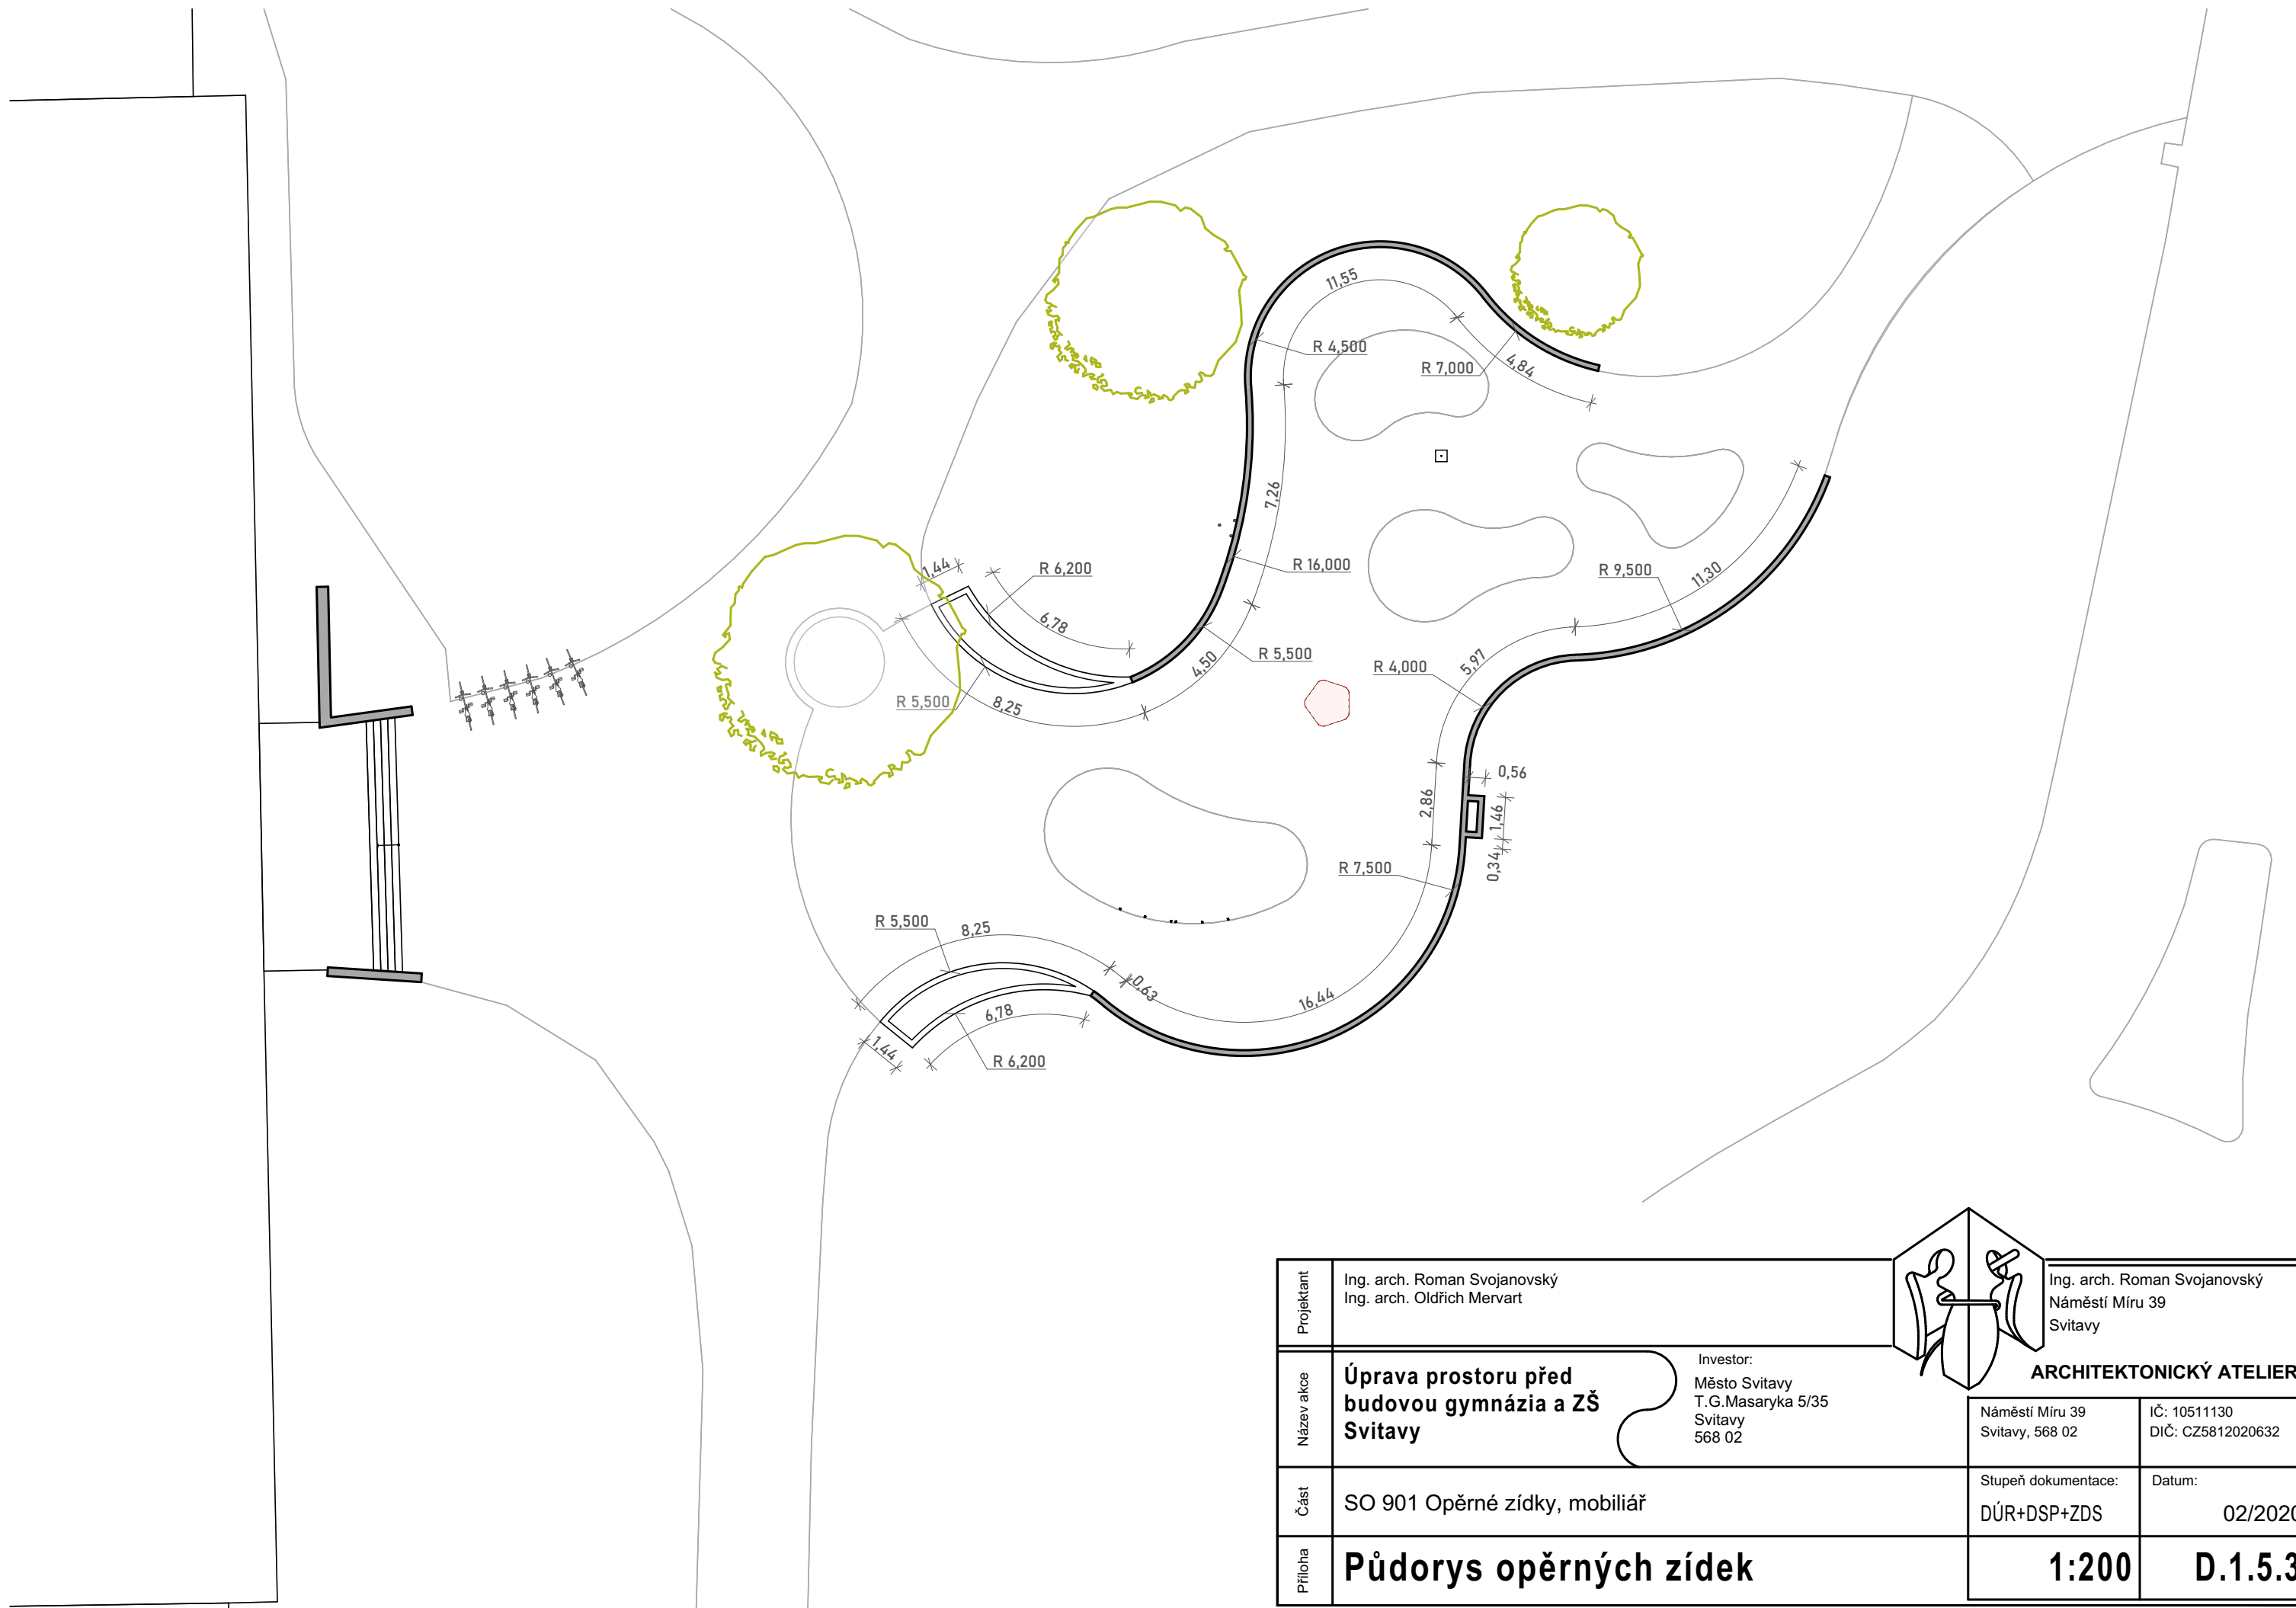 11,55
R 4,500
R 7,000
4,84
7,26
1,44
R 6,200
R 16,000
R 9,500
11,30
6,78
4,50
R 5,500
R 4,000
5,97
R 5,500
8,25
0,56
2,86
1,46
0,34
R 7,500
R 5,500
8,25
0,63
16,44
6,78
1,44
R 6,200
Projektant
Ing. arch. Roman Svojanovský
Ing. arch. Oldřich Mervart
Ing. arch. Roman Svojanovský
Náměstí Míru 39
Svitavy
ARCHITEKTONICKÝ ATELIER
Název akce
Úprava prostoru před
budovou gymnázia a ZŠ
Svitavy
Investor:
Město Svitavy
T.G.Masaryka 5/35
Svitavy
568 02
Náměstí Míru 39
Svitavy, 568 02
IČ: 10511130
DIČ: CZ5812020632
Část
SO 901 Opěrné zídky, mobiliář
Stupeň dokumentace:
DÚR+DSP+ZDS
Datum:
02/2020
Příloha
Půdorys opěrných zídek
1:200
D.1.5.3